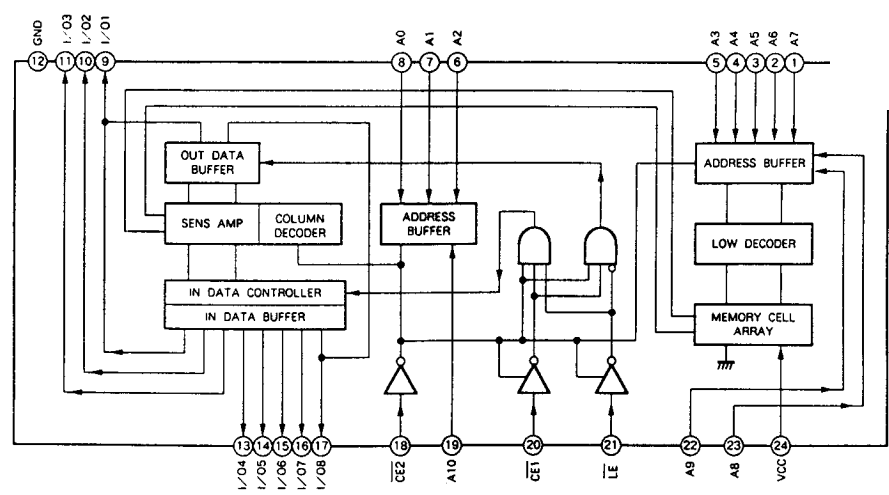 GND I/O3 I/O2 I/O1 A0 A1 A2 A3 A4 A5 A6 A7
12 11 10 9 8 7 6 5 4 3 2 1
OUT DATA
BUFFER
ADDRESS BUFFER
SENS AMP
COLUMN
DECODER
ADDRESS
BUFFER
LOW DECODER
IN DATA CONTROLLER
IN DATA BUFFER
MEMORY CELL
ARRAY
13 14 15 16 17 18 19 20 21 22 23 24
I/O4 I/O5 I/O6 I/O7 I/O8 C̅E̅2̅ A10 C̅E̅1̅ L̅E̅ A9 A8 VCC